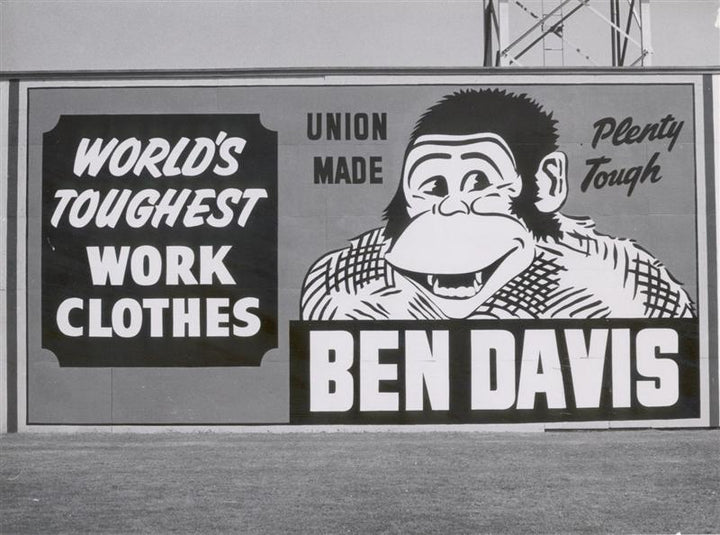 WORLD'S
TOUGHEST
WORK
CLOTHES
UNION
MADE
Plenty
Tough
BEN DAVIS